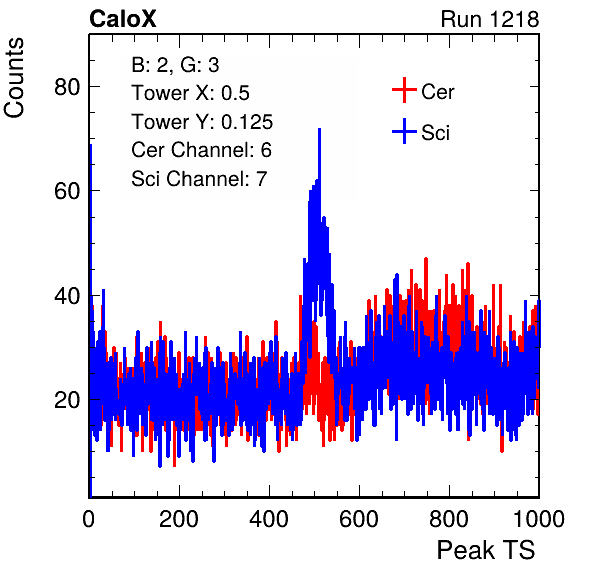 CaloX Run 1218
Counts
B: 2, G: 3
Tower X: 0.5
Tower Y: 0.125
Cer Channel: 6
Sci Channel: 7
Cer
Sci
80
60
40
20
0 200 400 600 800 1000
Peak TS